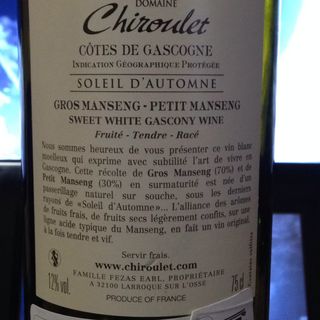 DOMAINE
Chiroulet
CÔTES DE GASCOGNE
INDICATION GÉOGRAPHIQUE PROTÉGÉE
SOLEIL D'AUTOMNE
GROS MANSENG - PETIT MANSENG
SWEET WHITE GASCONY WINE
Fruité - Tendre - Racé
Nous sommes heureux de vous présenter ce vin blanc
moelleux qui exprime avec subtilité l'art de vivre en
Gascogne. Cette récolte de Gros Manseng (70%) et de
Petit Manseng (30%) en surmaturité est née d'un
passerillage naturel sur souche, sous les derniers
rayons de «Soleil d'Automne»... L'alliance des arômes
de fruits frais, de fruits secs légèrement confits, sur une
ligne acide typique du Manseng, en fait un vin original,
à la fois tendre et vif.
Servir frais.
www.chiroulet.com
12% vol.
FAMILLE FEZAS EARL, PROPRIÉTAIRE
A 32100 LARROQUE SUR L'OSSE
75 cl
PRODUCE OF FRANCE